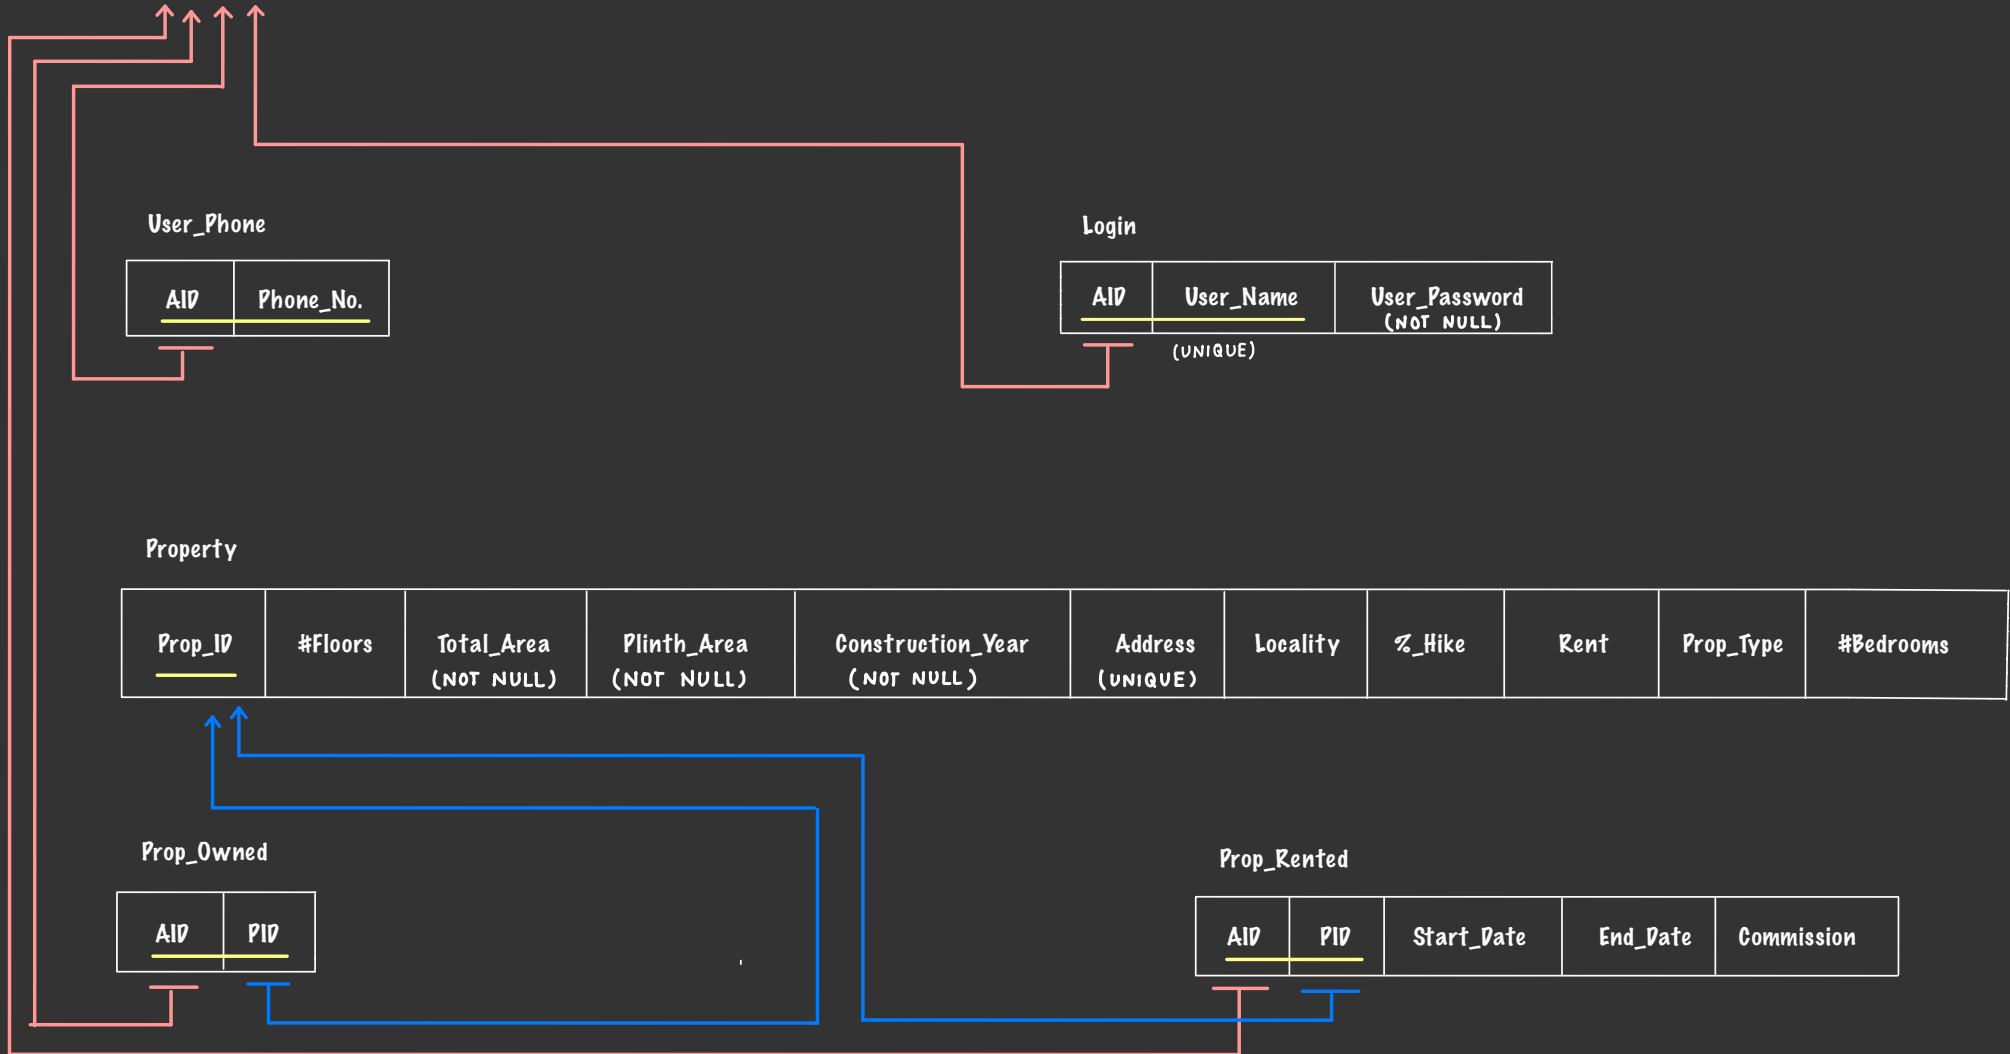 User_Phone
AID Phone_No.
Login
AID User_Name User_Password
(NOT NULL)
(UNIQUE)
Property
Prop_ID #Floors Total_Area Plinth_Area Construction_Year Address Locality %_Hike Rent Prop_Type #Bedrooms
(NOT NULL) (NOT NULL) (NOT NULL) (UNIQUE)
Prop_Owned
AID PID
Prop_Rented
AID PID Start_Date End_Date Commission